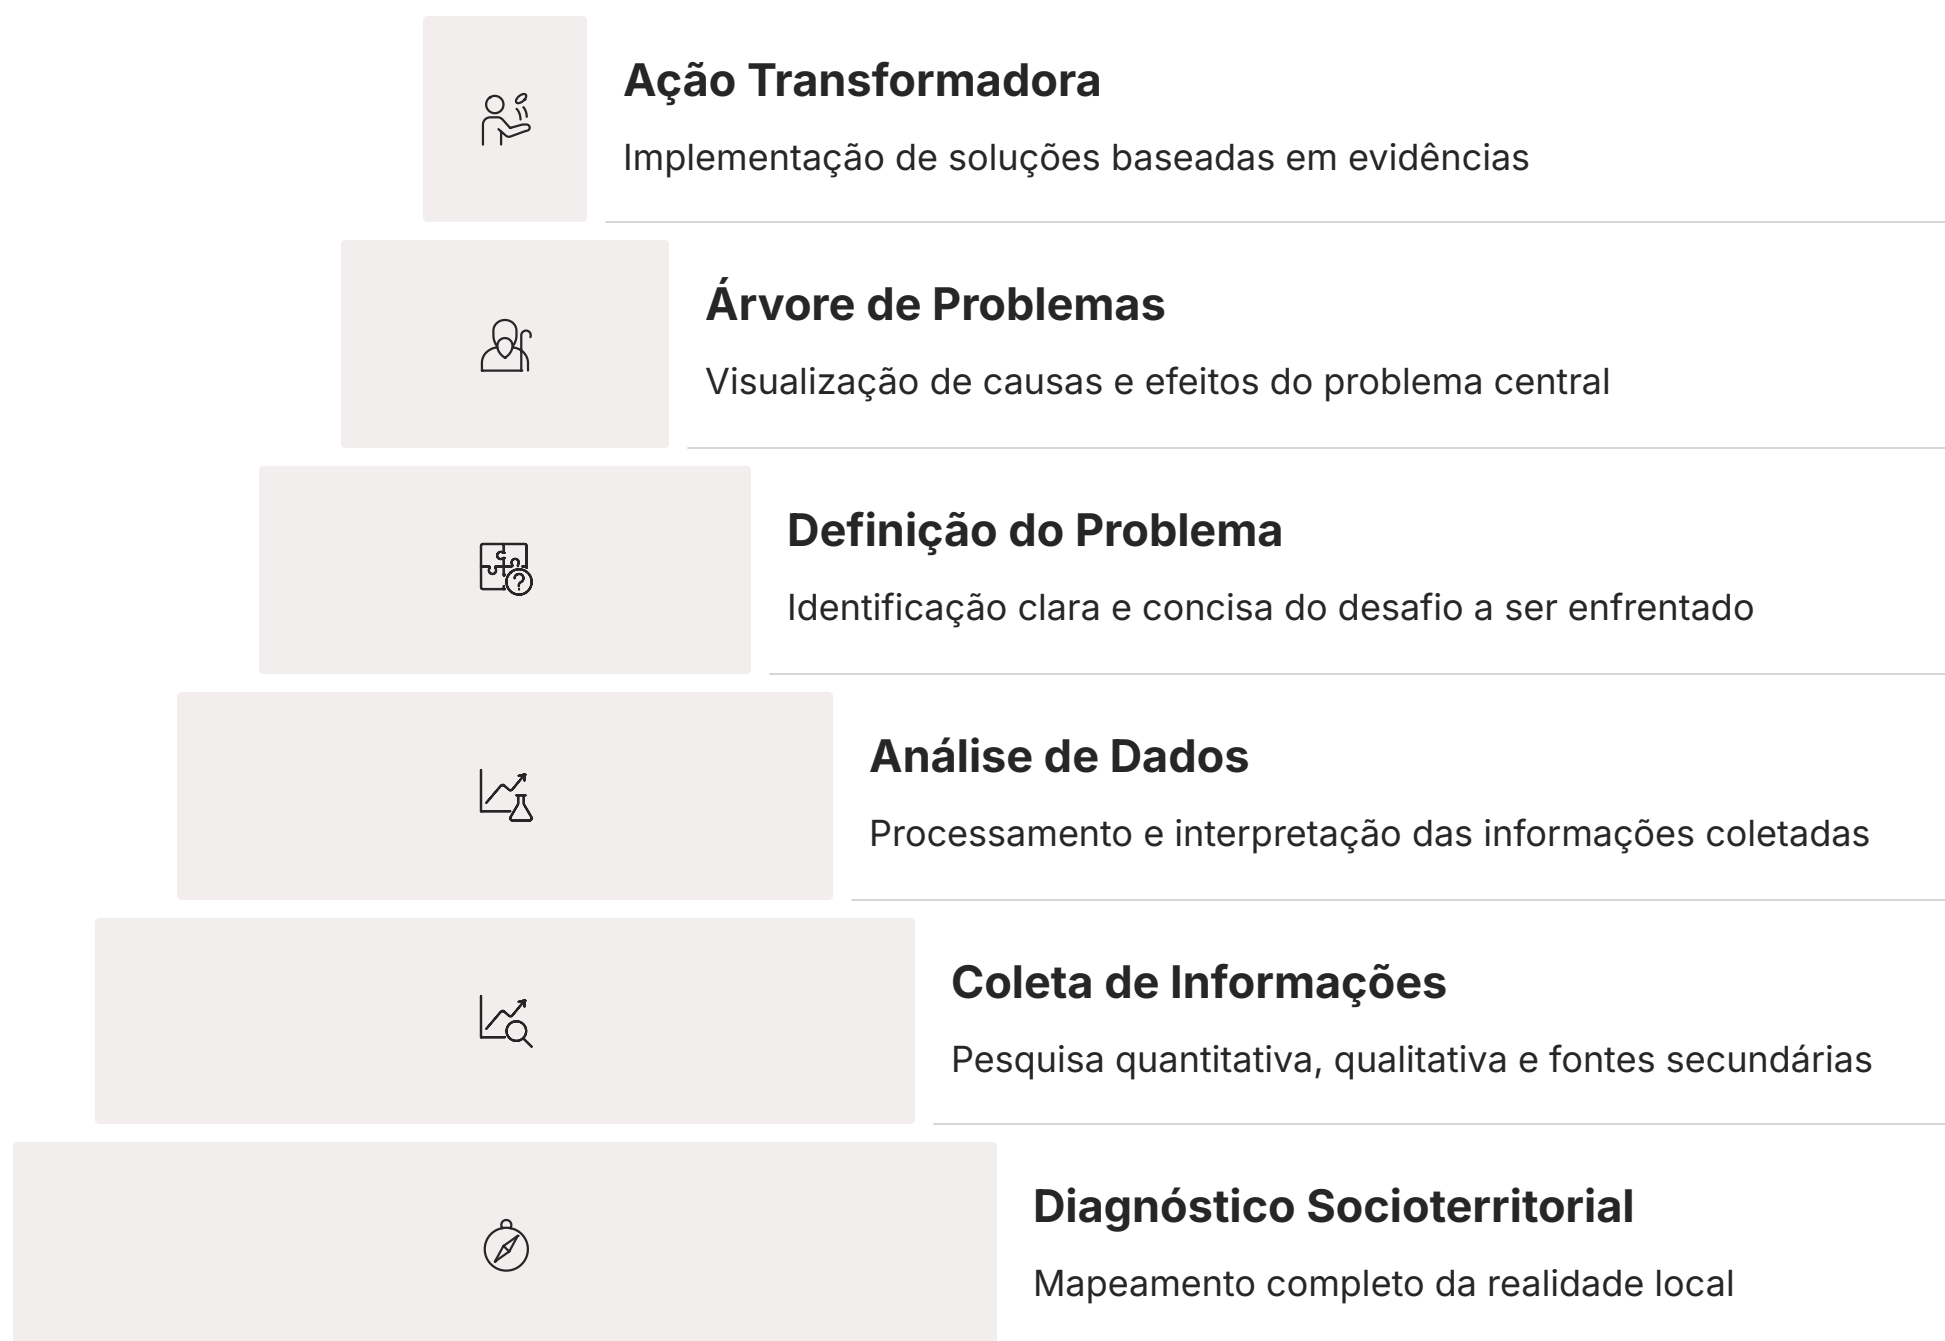 Ação Transformadora
Implementação de soluções baseadas em evidências
Árvore de Problemas
Visualização de causas e efeitos do problema central
Definição do Problema
Identificação clara e concisa do desafio a ser enfrentado
Análise de Dados
Processamento e interpretação das informações coletadas
Coleta de Informações
Pesquisa quantitativa, qualitativa e fontes secundárias
Diagnóstico Socioterritorial
Mapeamento completo da realidade local